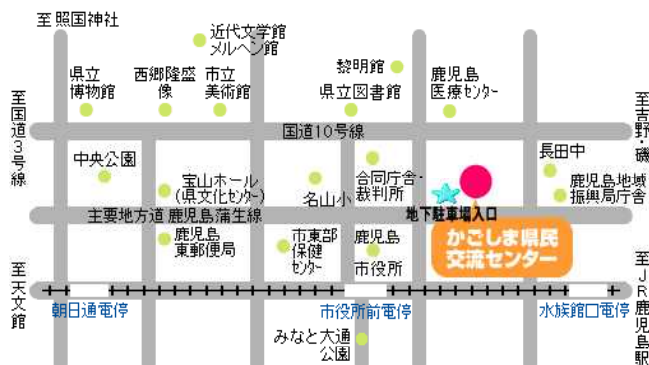 至照国神社
近代文学館
メルヘン館
県立
博物館
西郷隆盛
像
市立
美術館
黎明館
県立図書館
鹿児島
医療センター
至国道3号線
国道10号線
至吉野・磯
中央公園
宝山ホール
(県文化センター)
名山小
合同庁舎・
裁判所
長田中
鹿児島地域
振興局庁舎
地下駐車場入口
主要地方道 鹿児島蒲生線
かごしま県民
交流センター
鹿児島
東郵便局
市東部
保健
センター
鹿児島
市役所
至天文館
至JR鹿児島駅
朝日通電停
市役所前電停
水族館口電停
みなと大通
公園